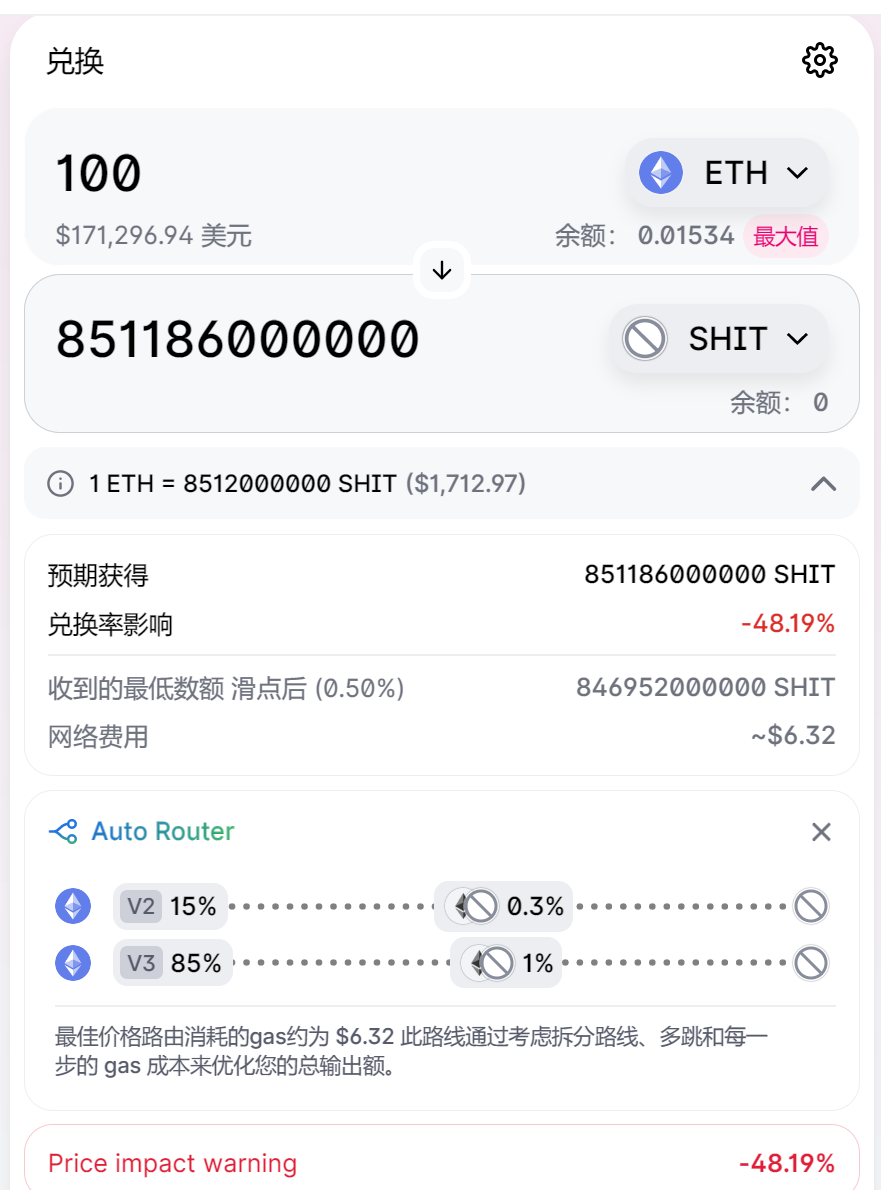 兑换
100
ETH
$171,296.94 美元
余额： 0.01534 最大值
851186000000
SHIT
余额： 0
1 ETH = 8512000000 SHIT ($1,712.97)
预期获得 851186000000 SHIT
兑换率影响 -48.19%
收到的最低数额 滑点后 (0.50%) 846952000000 SHIT
网络费用 ~$6.32
Auto Router
V2 15% 0.3%
V3 85% 1%
最佳价格路由消耗的gas约为 $6.32 此路线通过考虑拆分路线、多跳和每一
步的 gas 成本来优化您的总输出额。
Price impact warning -48.19%